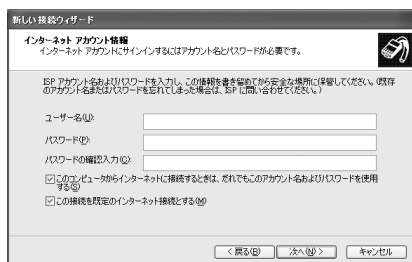 新しい接続ウィザード
インターネット アカウント情報
インターネット アカウントにサインインするにはアカウント名とパスワードが必要です。
ISP アカウント名およびパスワードを入力し、この情報を書き留めてから安全な場所に保管してください。(既存
のアカウント名またはパスワードを忘れてしまった場合は、ISP に問い合わせてください。)
ユーザー名(U):
パスワード(P):
パスワードの確認入力(C):
このコンピュータからインターネットに接続するときは、だれでもこのアカウント名およびパスワードを使用
する(S)
この接続を既定のインターネット接続とする(M)
< 戻る(B)
次へ(N) >
キャンセル